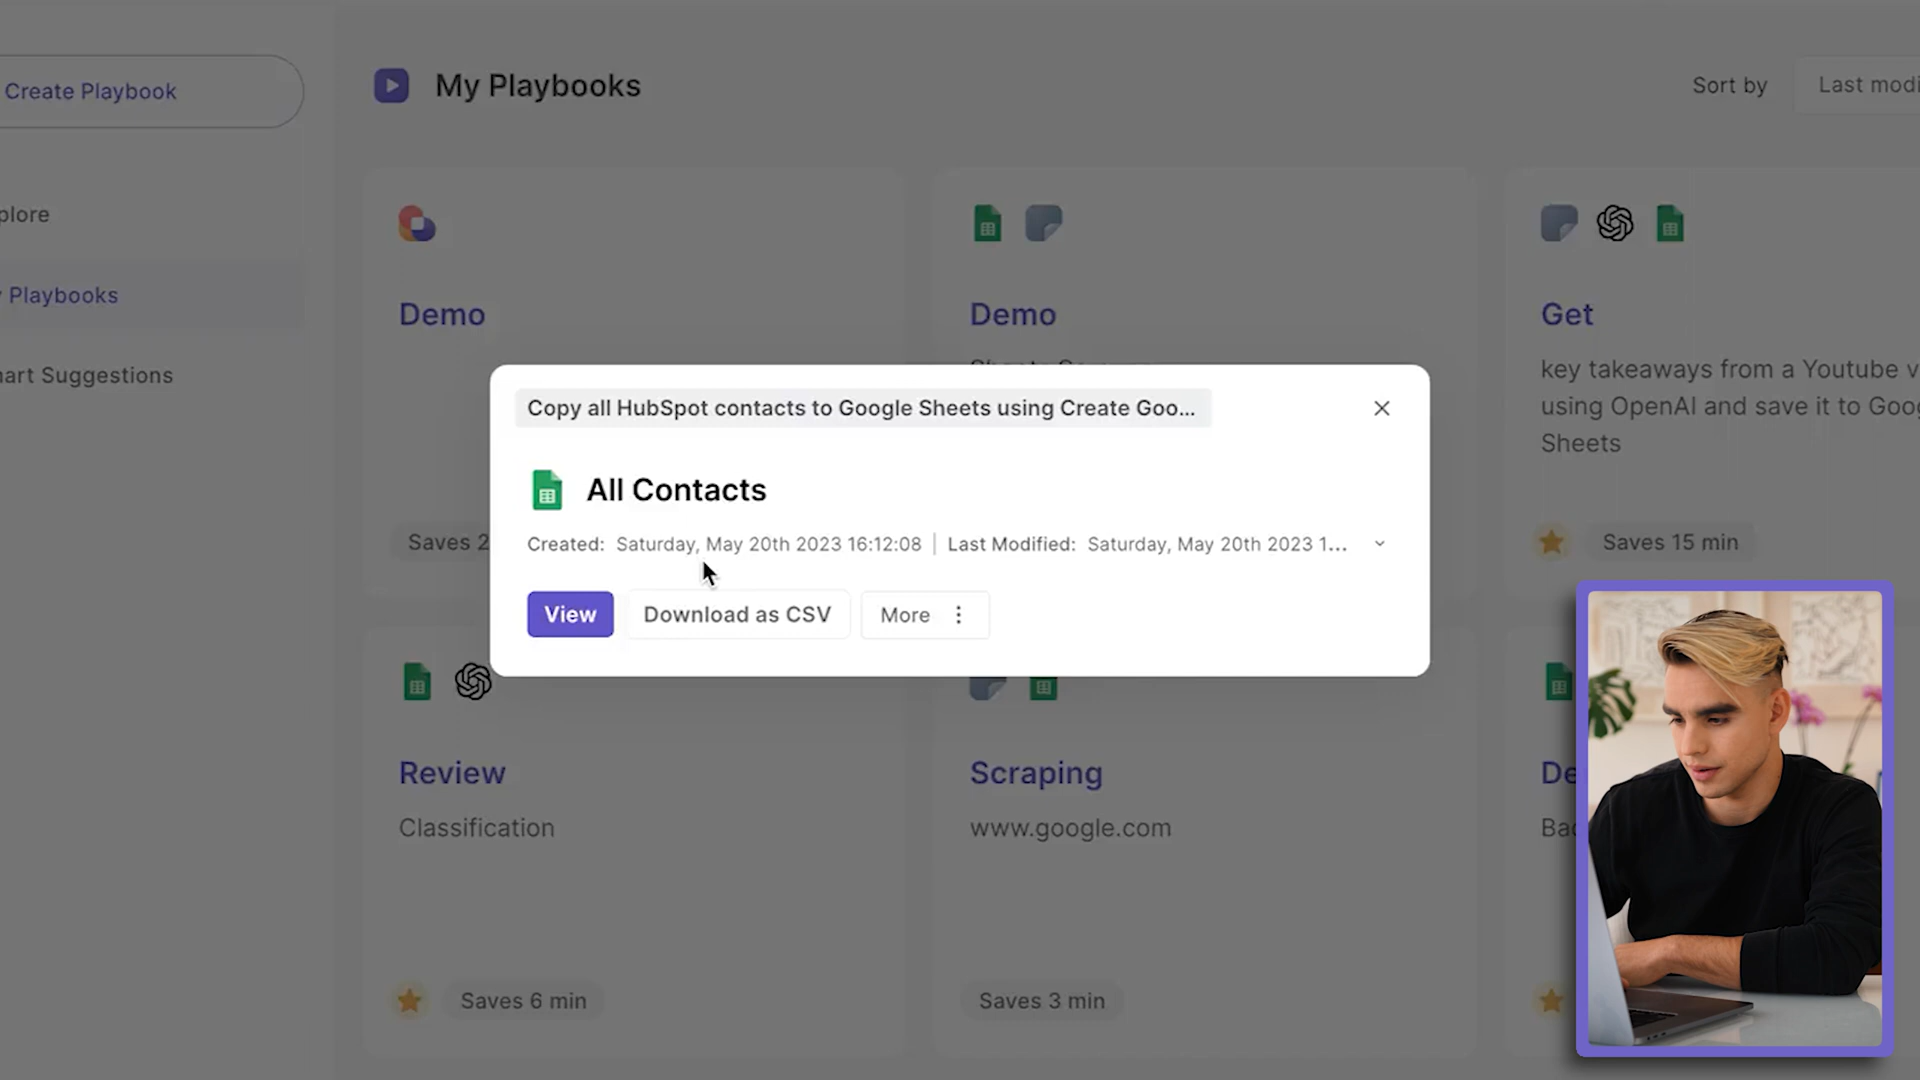 Create Playbook
My Playbooks
Sort by
Last modi
plore
Playbooks
art Suggestions
Demo
Saves 2
Demo
Get
key takeaways from a Youtube v
using OpenAI and save it to Goog
Sheets
Saves 15 min
Copy all HubSpot contacts to Google Sheets using Create Goo...
All Contacts
Created: Saturday, May 20th 2023 16:12:08 | Last Modified: Saturday, May 20th 2023 1...
View
Download as CSV
More
Review
Classification
Saves 6 min
Scraping
www.google.com
Saves 3 min
De
Bac